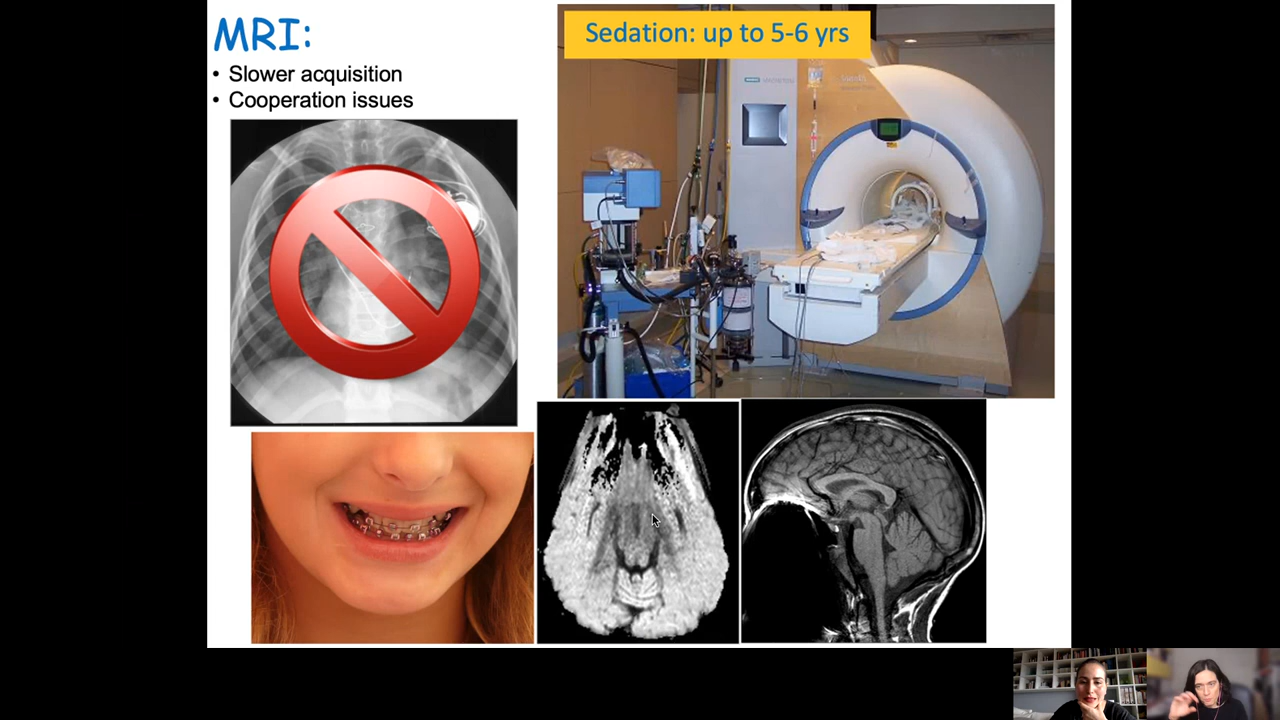 MRI:
• Slower acquisition
• Cooperation issues
Sedation: up to 5-6 yrs